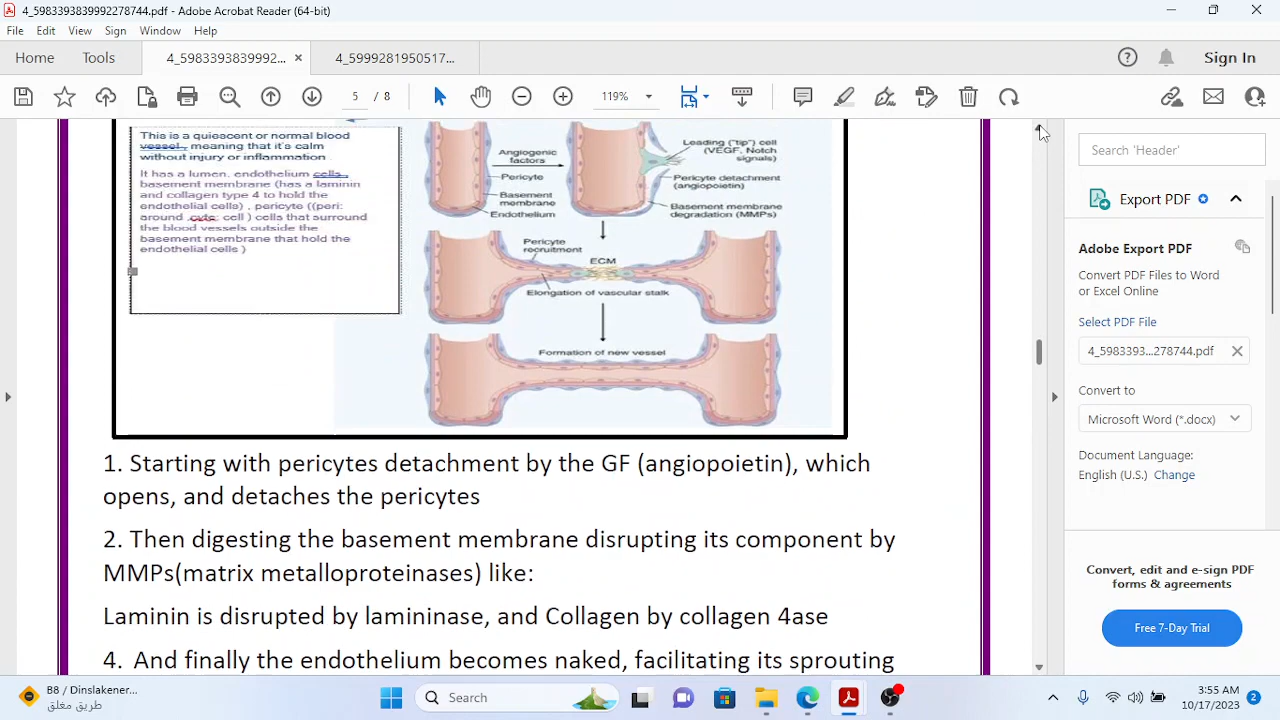 4_5983393839992278744.pdf - Adobe Acrobat Reader (64-bit)
File Edit View Sign Window Help
Home Tools 4_5983393839992... 4_5999281950517... Sign In
5 / 8 119%
This is a quiescent or normal blood
vessel , meaning that it's calm
without injury or inflammation .
It has a lumen, endothelium cells ,
basement membrane (has a laminin
and collagen type 4 to hold the
endothelial cells) , pericyte ((peri:
around ,cyte: cell ) cells that surround
the blood vessels outside the
basement membrane that hold the
endothelial cells )
Angiogenic
factors
Pericyte
Basement
membrane
Endothelium
Leading ("tip") cell
(VEGF, Notch
signals)
Pericyte detachment
(angiopoietin)
Basement membrane
degradation (MMPs)
Pericyte
recruitment
ECM
Elongation of vascular stalk
Formation of new vessel
1. Starting with pericytes detachment by the GF (angiopoietin), which
opens, and detaches the pericytes
2. Then digesting the basement membrane disrupting its component by
MMPs(matrix metalloproteinases) like:
Laminin is disrupted by lamininase, and Collagen by collagen 4ase
4. And finally the endothelium becomes naked, facilitating its sprouting
Search 'Header'
Export PDF
Adobe Export PDF
Convert PDF Files to Word
or Excel Online
Select PDF File
4_5983393...278744.pdf
Convert to
Microsoft Word (*.docx)
Document Language:
English (U.S.) Change
Convert, edit and e-sign PDF
forms & agreements
Free 7-Day Trial
B8 / Dinslakener...
طريق مغلق
Search
3:55 AM
10/17/2023
2